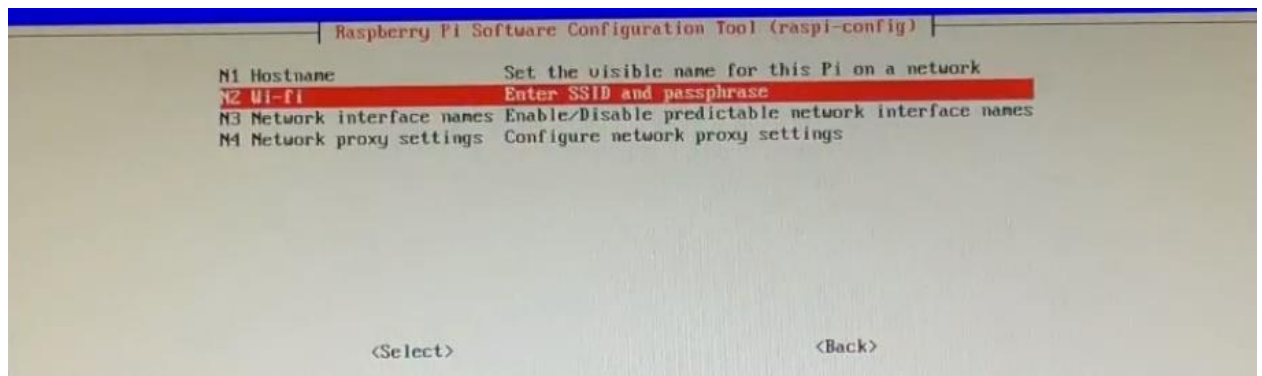 Raspberry Pi Software Configuration Tool (raspi-config)
N1 Hostname Set the visible name for this Pi on a network
N2 Wi-fi Enter SSID and passphrase
N3 Network interface names Enable/Disable predictable network interface names
N4 Network proxy settings Configure network proxy settings
<Select> <Back>